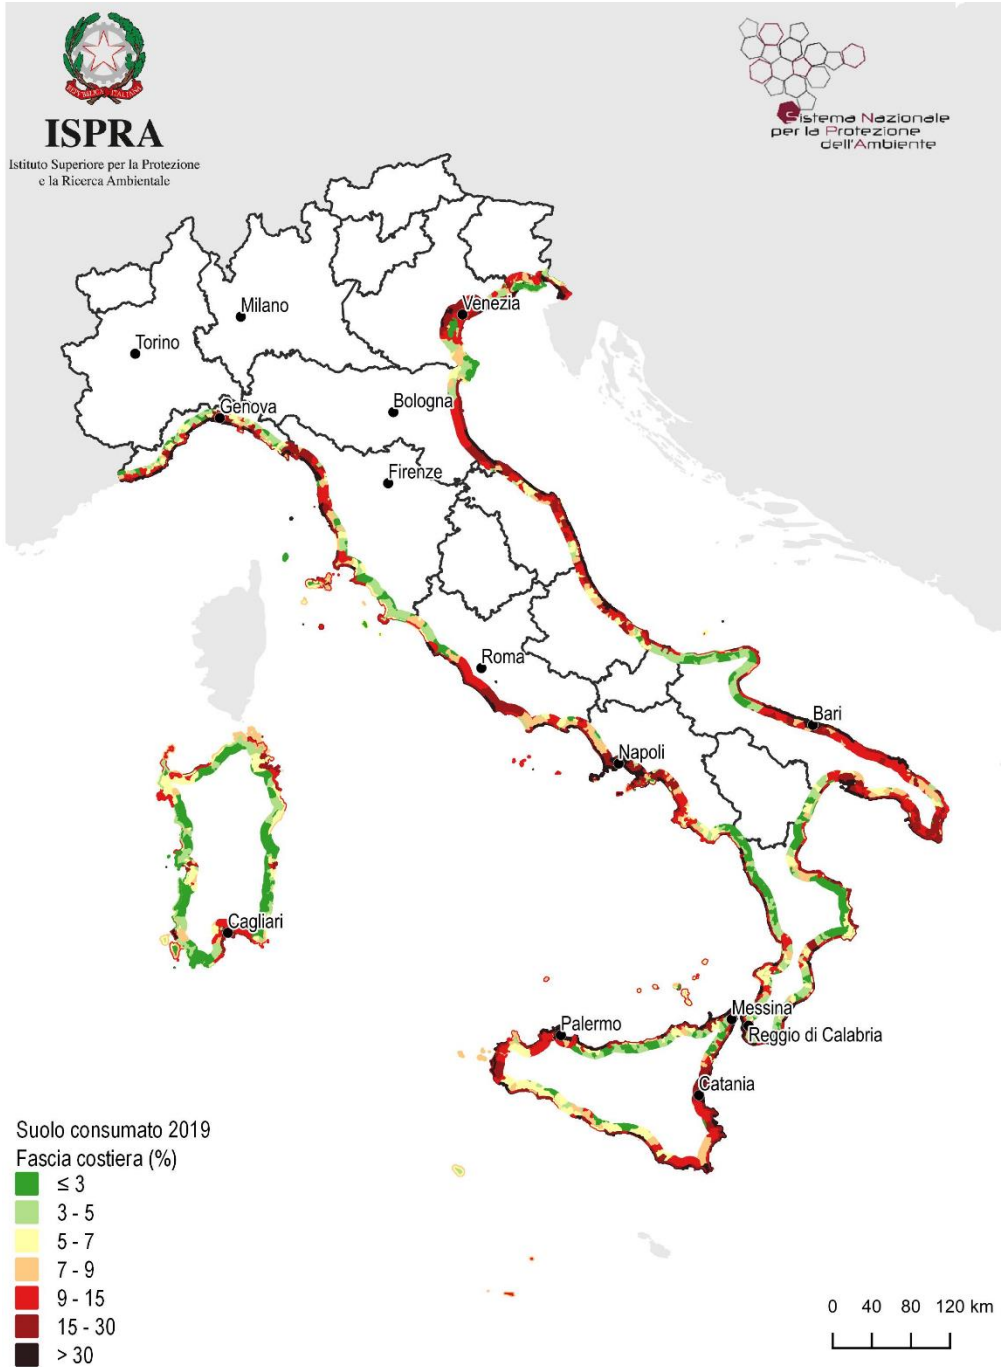 REPVBBLICA ITALIANA
ISPRA
Istituto Superiore per la Protezione
e la Ricerca Ambientale
Sistema Nazionale
per la Protezione
dell'Ambiente
Venezia
Milano
Torino
Genova
Bologna
Firenze
Roma
Bari
Napoli
Cagliari
Messina
Palermo
Reggio di Calabria
Catania
Suolo consumato 2019
Fascia costiera (%)
≤ 3
3 - 5
5 - 7
7 - 9
9 - 15
15 - 30
> 30
0 40 80 120 km